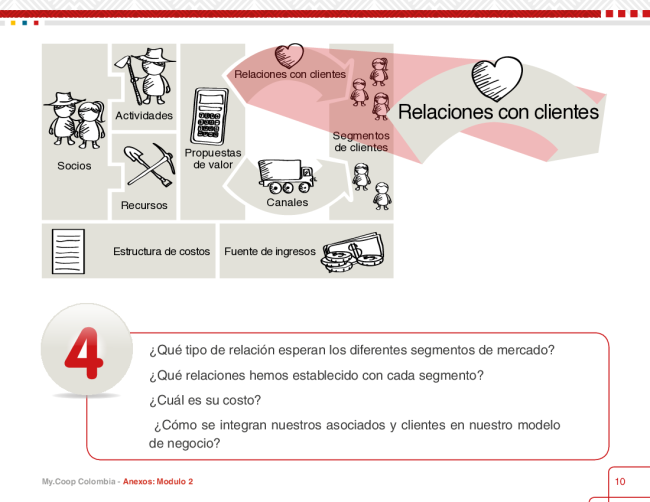 Relaciones con clientes
Relaciones con clientes
Actividades
Segmentos
de clientes
Propuestas
de valor
Socios
Recursos
Canales
Estructura de costos
Fuente de ingresos
4
¿Qué tipo de relación esperan los diferentes segmentos de mercado?
¿Qué relaciones hemos establecido con cada segmento?
¿Cuál es su costo?
¿Cómo se integran nuestros asociados y clientes en nuestro modelo
de negocio?
My.Coop Colombia - Anexos: Modulo 2
10